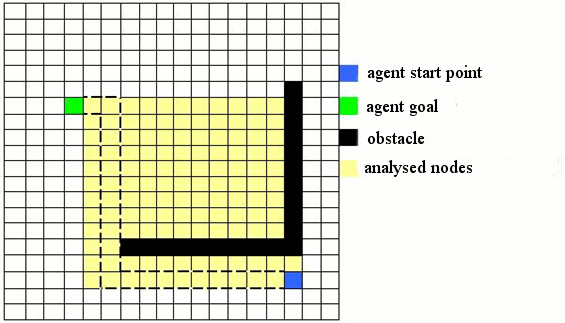 agent start point
agent goal
obstacle
analysed nodes